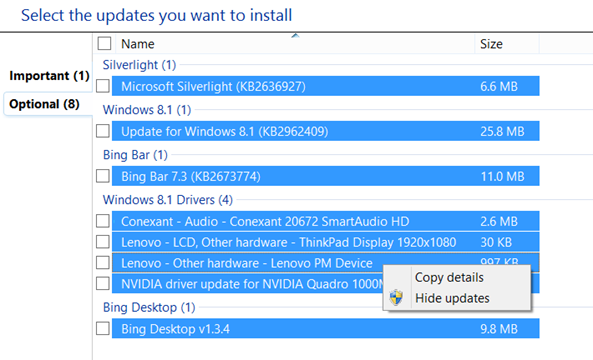 Select the updates you want to install
Name Size
Important (1)
Optional (8)
Silverlight (1)
Microsoft Silverlight (KB2636927) 6.6 MB
Windows 8.1 (1)
Update for Windows 8.1 (KB2962409) 25.8 MB
Bing Bar (1)
Bing Bar 7.3 (KB2673774) 11.0 MB
Windows 8.1 Drivers (4)
Conexant - Audio - Conexant 20672 SmartAudio HD 2.6 MB
Lenovo - LCD, Other hardware - ThinkPad Display 1920x1080 30 KB
Lenovo - Other hardware - Lenovo PM Device 997 KB
NVIDIA driver update for NVIDIA Quadro 1000M
Copy details
Hide updates
Bing Desktop (1)
Bing Desktop v1.3.4 9.8 MB